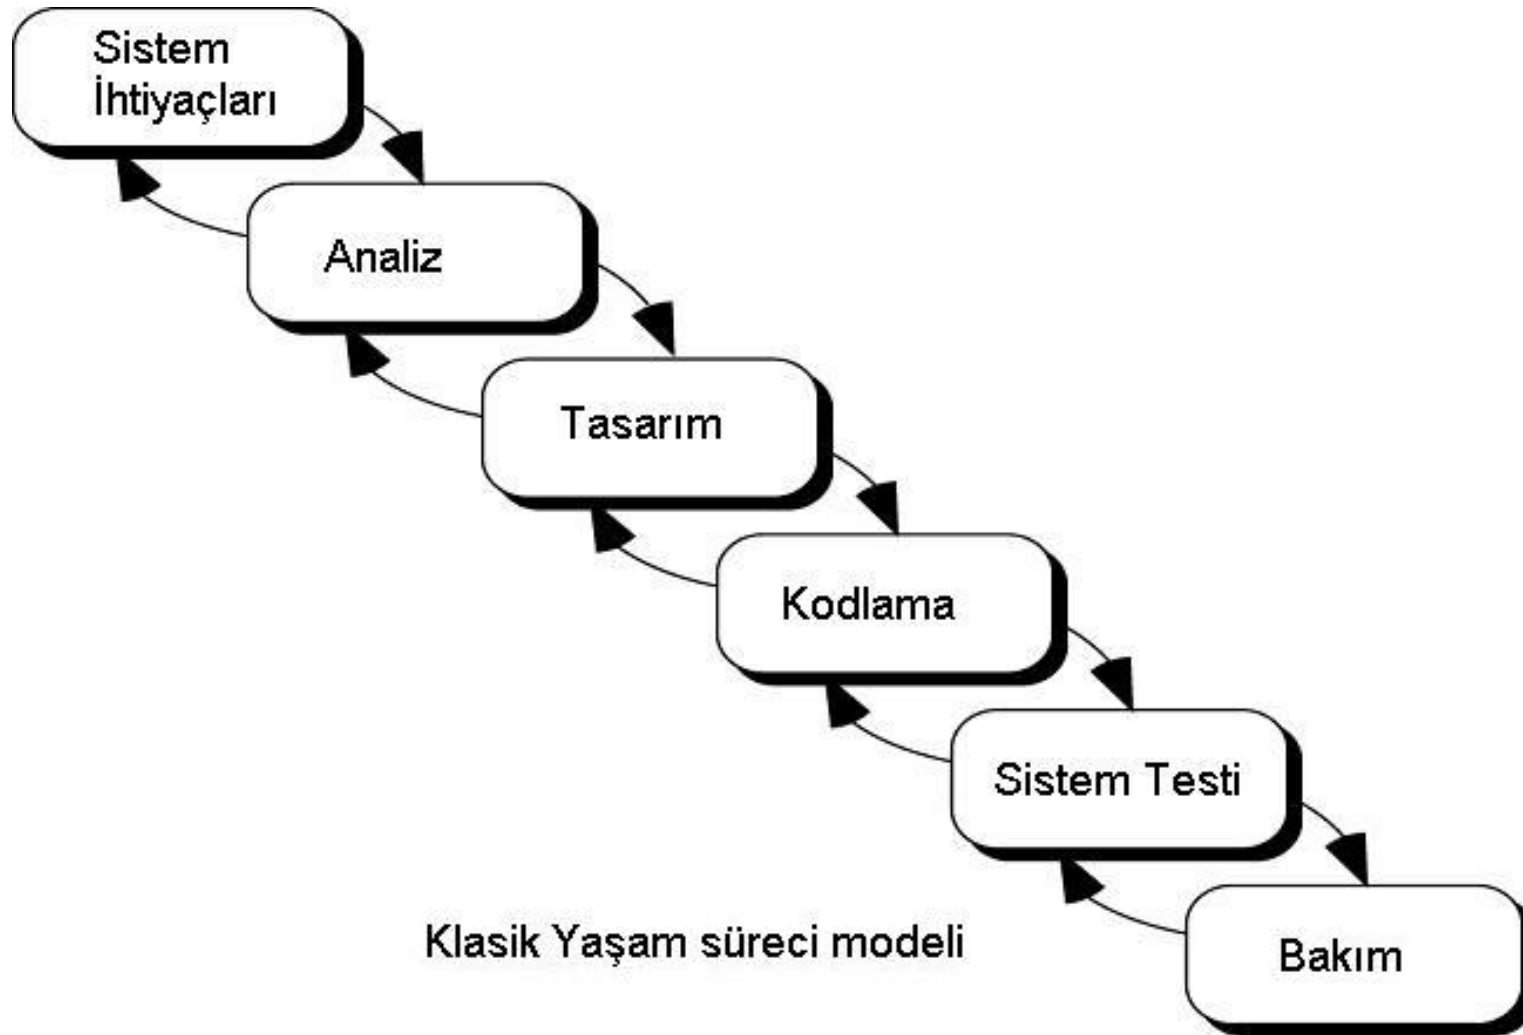 Sistem
İhtiyaçları
Analiz
Tasarım
Kodlama
Sistem Testi
Bakım
Klasik Yaşam süreci modeli